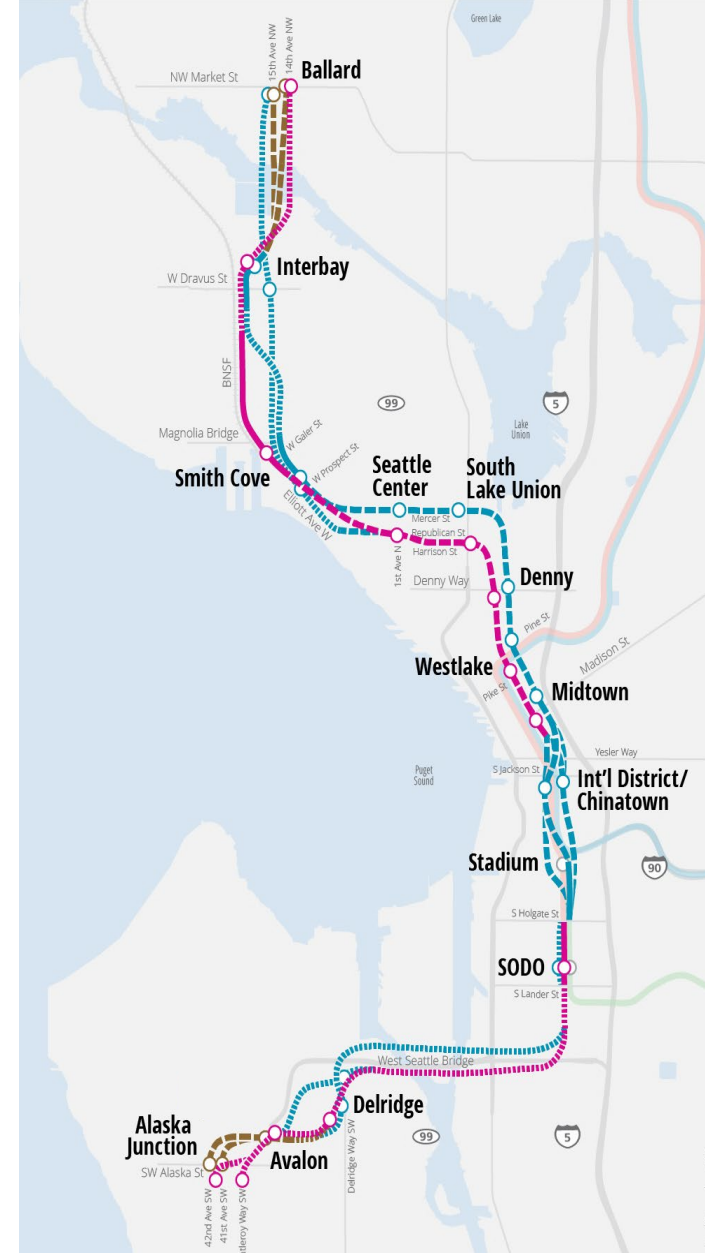 Green Lake
15th Ave NW
14th Ave NW
Ballard
NW Market St
Interbay
W Dravus St
BNSF
99
5
Lake
Union
Magnolia Bridge
W Galer St
W Prospect St
Smith Cove
Elliott Ave W
Seattle
Center
South
Lake Union
Mercer St
Republican St
Harrison St
1st Ave N
Denny Way
Denny
Pine St
Madison St
Westlake
Pike St
Midtown
Yesler Way
Puget
Sound
S Jackson St
Int'l District/
Chinatown
Stadium
90
S Holgate St
SODO
S Lander St
West Seattle Bridge
Delridge
Alaska
Junction
Avalon
99
5
SW Alaska St
Delridge Way SW
42nd Ave SW
41st Ave SW
tleroy Way SW